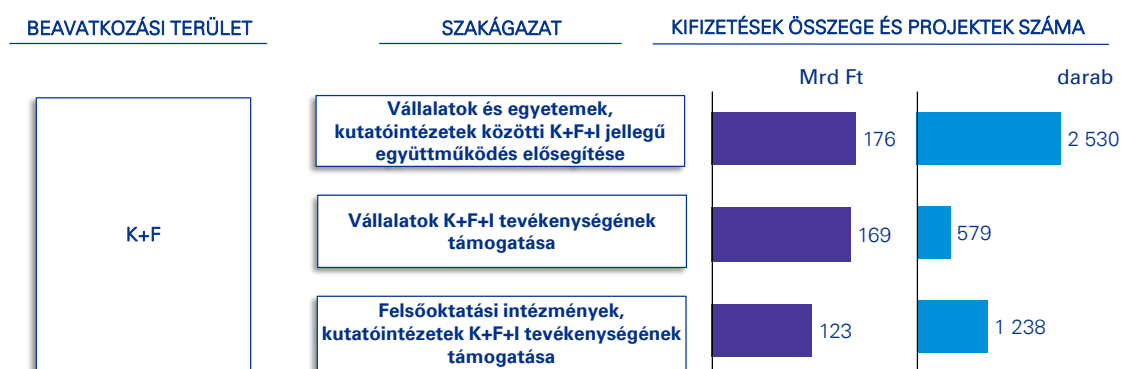 BEAVATKOZÁSI TERÜLET
SZAKÁGAZAT
KIFIZETÉSEK ÖSSZEGE ÉS PROJEKTEK SZÁMA
Mrd Ft
darab
K+F
Vállalatok és egyetemek,
kutatóintézetek közötti K+F+I jellegű
együttműködés elősegítése
176
2 530
Vállalatok K+F+I tevékenységének
támogatása
169
579
Felsőoktatási intézmények,
kutatóintézetek K+F+I tevékenységének
támogatása
123
1 238